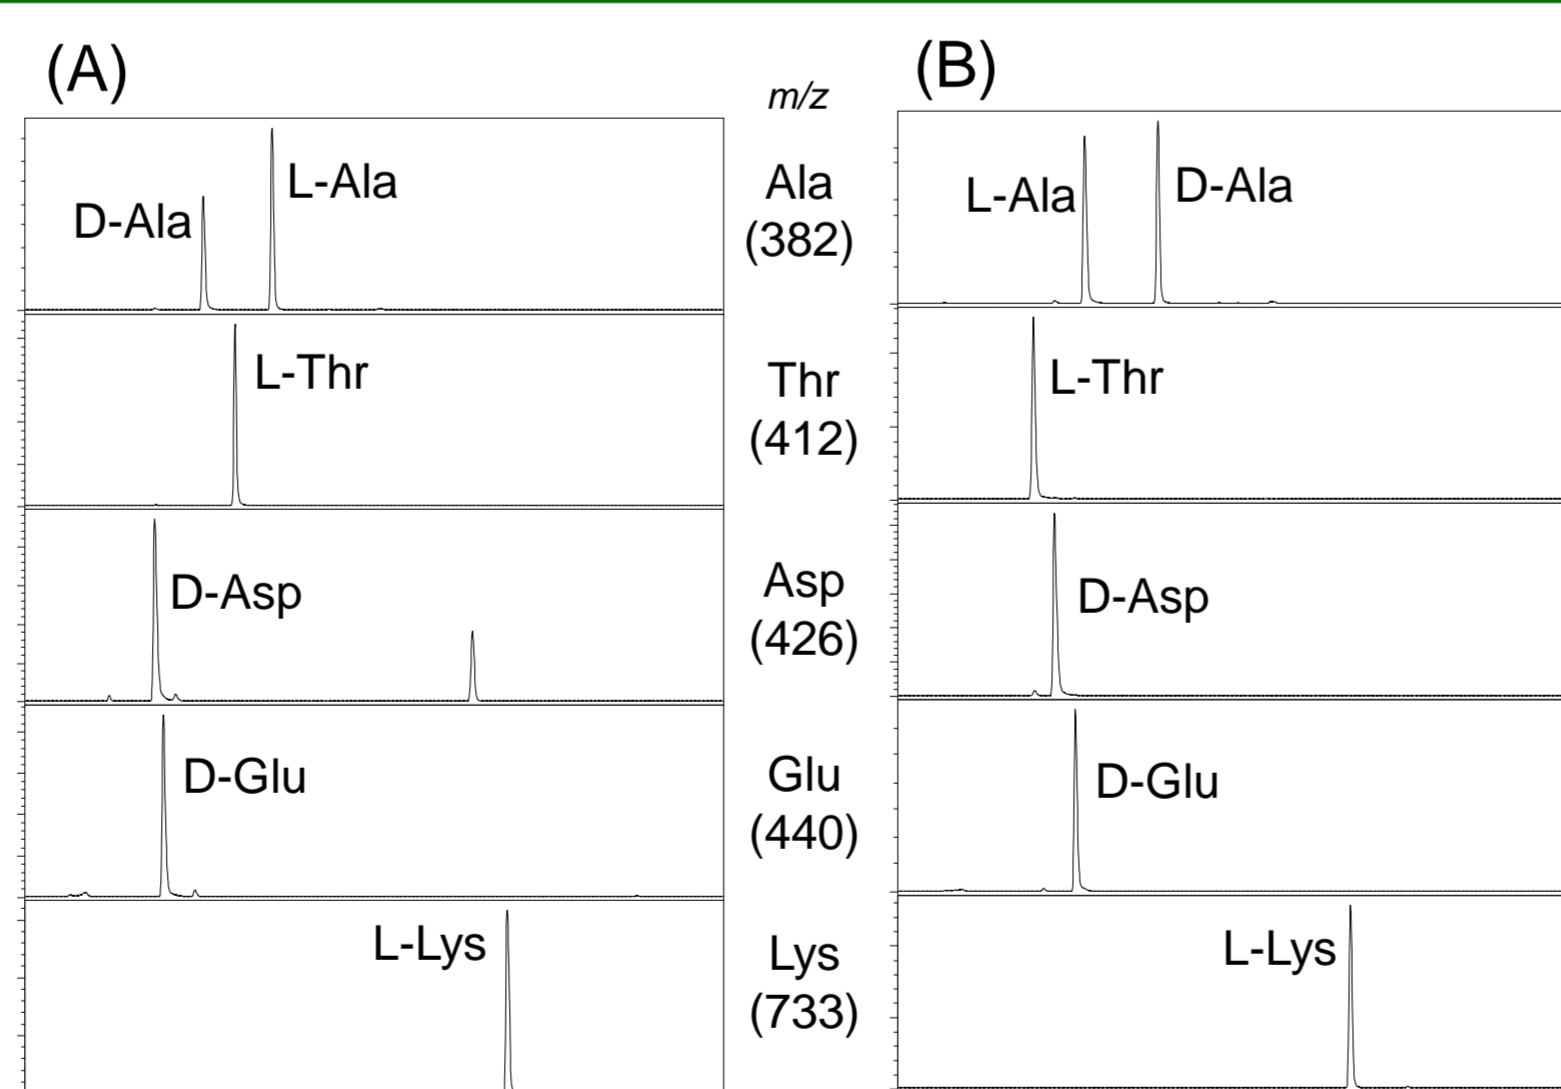 (A)
m/z
(B)
D-Ala
L-Ala
Ala
(382)
L-Ala
D-Ala
L-Thr
Thr
(412)
L-Thr
D-Asp
Asp
(426)
D-Asp
D-Glu
Glu
(440)
D-Glu
L-Lys
Lys
(733)
L-Lys